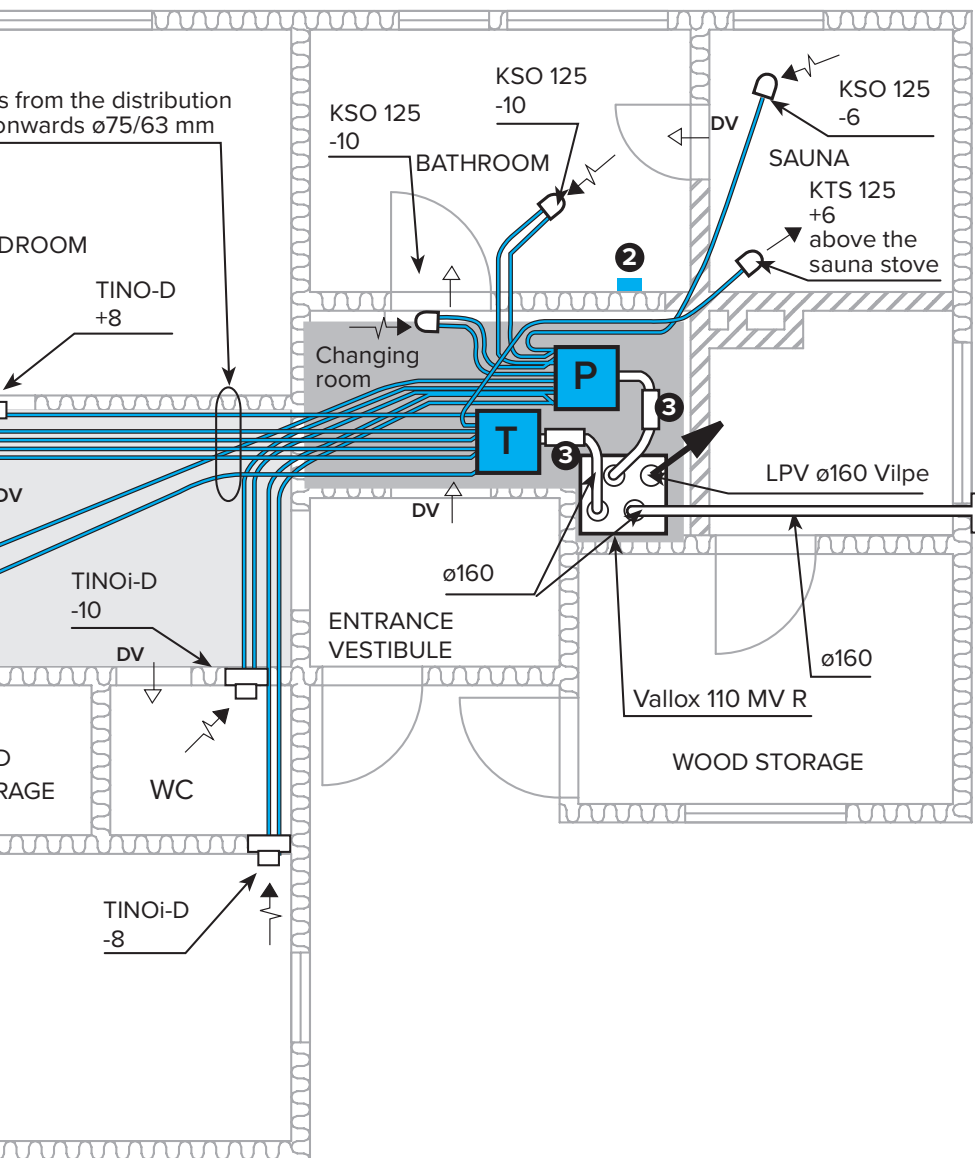 s from the distribution
onwards ø75/63 mm
KSO 125
-10
KSO 125
-10
BATHROOM
DV
KSO 125
-6
SAUNA
KTS 125
+6
above the
sauna stove
DROOM
TINO-D
+8
2
Changing
room
P
3
T
3
LPV ø160 Vilpe
DV
DV
ø160
TINOi-D
-10
ENTRANCE
VESTIBULE
DV
ø160
Vallox 110 MV R
WOOD STORAGE
D
RAGE
WC
TINOi-D
-8